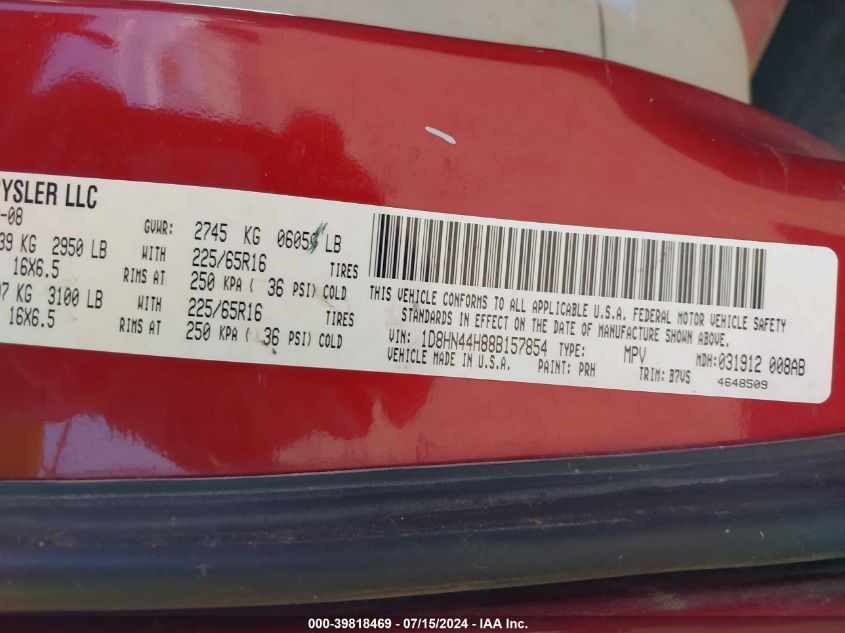 YSLER LLC
-08
GVWR: 2745 KG 0605 LB
39 KG 2950 LB WITH 225/65R16 TIRES
16X6.5 RIMS AT 250 KPA ( 36 PSI) COLD
07 KG 3100 LB WITH 225/65R16 TIRES
16X6.5 RIMS AT 250 KPA ( 36 PSI) COLD
THIS VEHICLE CONFORMS TO ALL APPLICABLE U.S.A. FEDERAL MOTOR VEHICLE SAFETY
STANDARDS IN EFFECT ON THE DATE OF MANUFACTURE SHOWN ABOVE.
VIN: 1D8HN44H88B157854 TYPE: MPV MDH:031912 008AB
VEHICLE MADE IN U.S.A. PAINT: PRH TRIM: B7VS 4648509
000-39818469 - 07/15/2024 - IAA Inc.